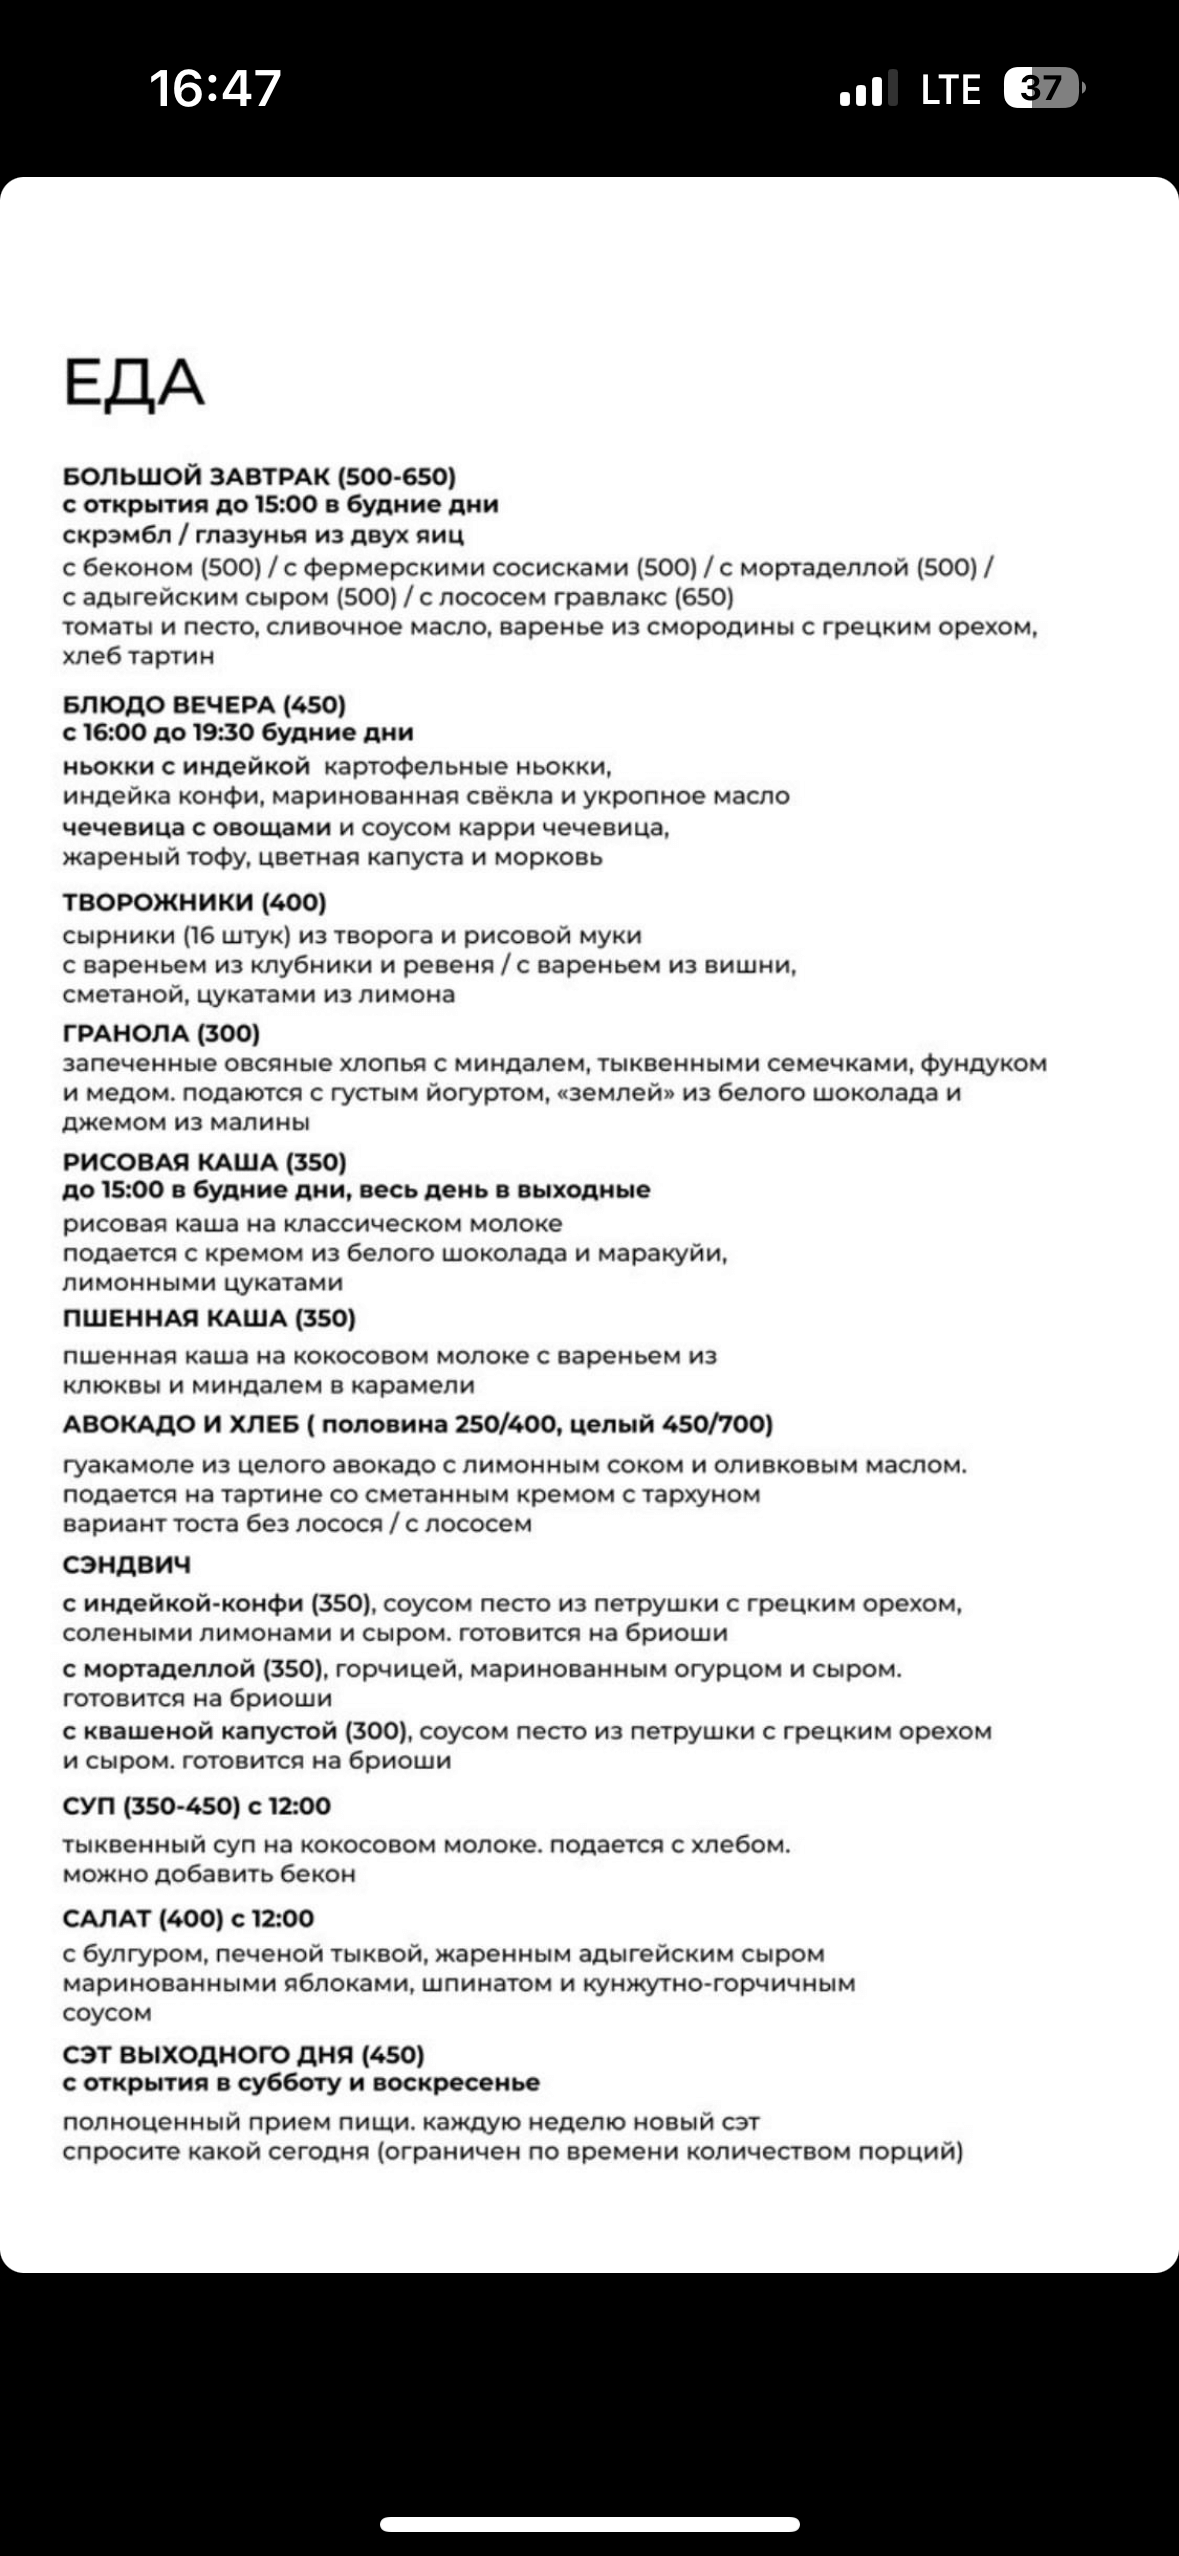 16:47
LTE
37
ЕДА
БОЛЬШОЙ ЗАВТРАК (500-650)
с открытия до 15:00 в будние дни
скрэмбл / глазунья из двух яиц
с беконом (500) / с фермерскими сосисками (500) / с мортаделлой (500) /
с адыгейским сыром (500) / с лососем гравлакс (650)
томаты и песто, сливочное масло, варенье из смородины с грецким орехом,
хлеб тартин
БЛЮДО ВЕЧЕРА (450)
с 16:00 до 19:30 будние дни
ньокки с индейкой картофельные ньокки,
индейка конфи, маринованная свёкла и укропное масло
чечевица с овощами и соусом карри чечевица,
жареный тофу, цветная капуста и морковь
ТВОРОЖНИКИ (400)
сырники (16 штук) из творога и рисовой муки
с вареньем из клубники и ревеня / с вареньем из вишни,
сметаной, цукатами из лимона
ГРАНОЛА (300)
запеченные овсяные хлопья с миндалем, тыквенными семечками, фундуком
и медом. подаются с густым йогуртом, «землей» из белого шоколада и
джемом из малины
РИСОВАЯ КАША (350)
до 15:00 в будние дни, весь день в выходные
рисовая каша на классическом молоке
подается с кремом из белого шоколада и маракуйи,
лимонными цукатами
ПШЕННАЯ КАША (350)
пшенная каша на кокосовом молоке с вареньем из
клюквы и миндалем в карамели
АВОКАДО И ХЛЕБ ( половина 250/400, целый 450/700)
гуакамоле из целого авокадо с лимонным соком и оливковым маслом.
подается на тартине со сметанным кремом с тархуном
вариант тоста без лосося / с лососем
СЭНДВИЧ
с индейкой-конфи (350), соусом песто из петрушки с грецким орехом,
солеными лимонами и сыром. готовится на бриоши
с мортаделлой (350), горчицей, маринованным огурцом и сыром.
готовится на бриоши
с квашеной капустой (300), соусом песто из петрушки с грецким орехом
и сыром. готовится на бриоши
СУП (350-450) с 12:00
тыквенный суп на кокосовом молоке. подается с хлебом.
можно добавить бекон
САЛАТ (400) с 12:00
с булгуром, печеной тыквой, жаренным адыгейским сыром
маринованными яблоками, шпинатом и кунжутно-горчичным
соусом
СЭТ ВЫХОДНОГО ДНЯ (450)
с открытия в субботу и воскресенье
полноценный прием пищи. каждую неделю новый сэт
спросите какой сегодня (ограничен по времени количеством порций)